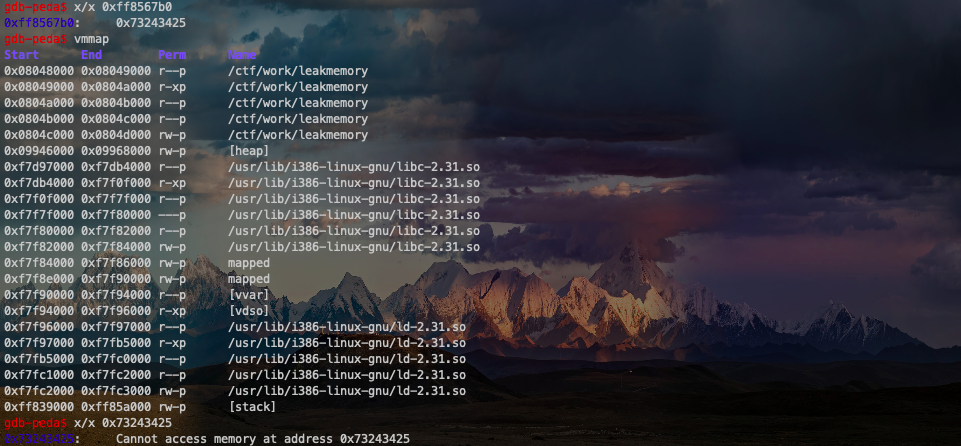 gdb-peda$ x/x 0xff8567b0
0xff8567b0: 0x73243425
gdb-peda$ vmmap
Start End Perm Name
0x08048000 0x08049000 r--p /ctf/work/leakmemory
0x08049000 0x0804a000 r-xp /ctf/work/leakmemory
0x0804a000 0x0804b000 r--p /ctf/work/leakmemory
0x0804b000 0x0804c000 r--p /ctf/work/leakmemory
0x0804c000 0x0804d000 rw-p /ctf/work/leakmemory
0x09946000 0x09968000 rw-p [heap]
0xf7d97000 0xf7db4000 r--p /usr/lib/i386-linux-gnu/libc-2.31.so
0xf7db4000 0xf7f0f000 r-xp /usr/lib/i386-linux-gnu/libc-2.31.so
0xf7f0f000 0xf7f7f000 r--p /usr/lib/i386-linux-gnu/libc-2.31.so
0xf7f7f000 0xf7f80000 ---p /usr/lib/i386-linux-gnu/libc-2.31.so
0xf7f80000 0xf7f82000 r--p /usr/lib/i386-linux-gnu/libc-2.31.so
0xf7f82000 0xf7f84000 rw-p /usr/lib/i386-linux-gnu/libc-2.31.so
0xf7f84000 0xf7f86000 rw-p mapped
0xf7f8e000 0xf7f90000 rw-p mapped
0xf7f90000 0xf7f94000 r--p [vvar]
0xf7f94000 0xf7f96000 r-xp [vdso]
0xf7f96000 0xf7f97000 r--p /usr/lib/i386-linux-gnu/ld-2.31.so
0xf7f97000 0xf7fb5000 r-xp /usr/lib/i386-linux-gnu/ld-2.31.so
0xf7fb5000 0xf7fc0000 r--p /usr/lib/i386-linux-gnu/ld-2.31.so
0xf7fc1000 0xf7fc2000 r--p /usr/lib/i386-linux-gnu/ld-2.31.so
0xf7fc2000 0xf7fc3000 rw-p /usr/lib/i386-linux-gnu/ld-2.31.so
0xff839000 0xff85a000 rw-p [stack]
gdb-peda$ x/x 0x73243425
0x73243425: Cannot access memory at address 0x73243425